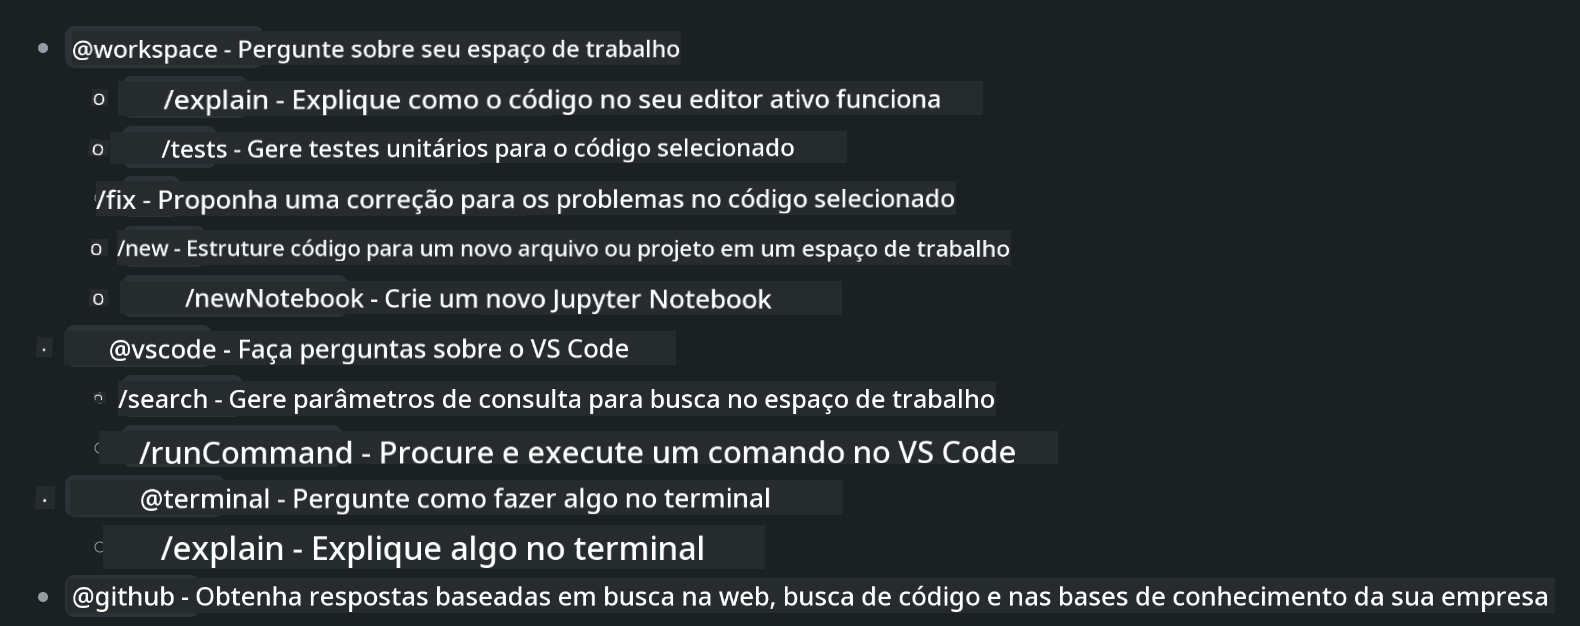 @workspace - Pergunte sobre seu espaço de trabalho
/explain - Explique como o código no seu editor ativo funciona
/tests - Gere testes unitários para o código selecionado
/fix - Proponha uma correção para os problemas no código selecionado
/new - Estruture código para um novo arquivo ou projeto em um espaço de trabalho
/newNotebook - Crie um novo Jupyter Notebook
@vscode - Faça perguntas sobre o VS Code
/search - Gere parâmetros de consulta para busca no espaço de trabalho
/runCommand - Procure e execute um comando no VS Code
@terminal - Pergunte como fazer algo no terminal
/explain - Explique algo no terminal
@github - Obtenha respostas baseadas em busca na web, busca de código e nas bases de conhecimento da sua empresa